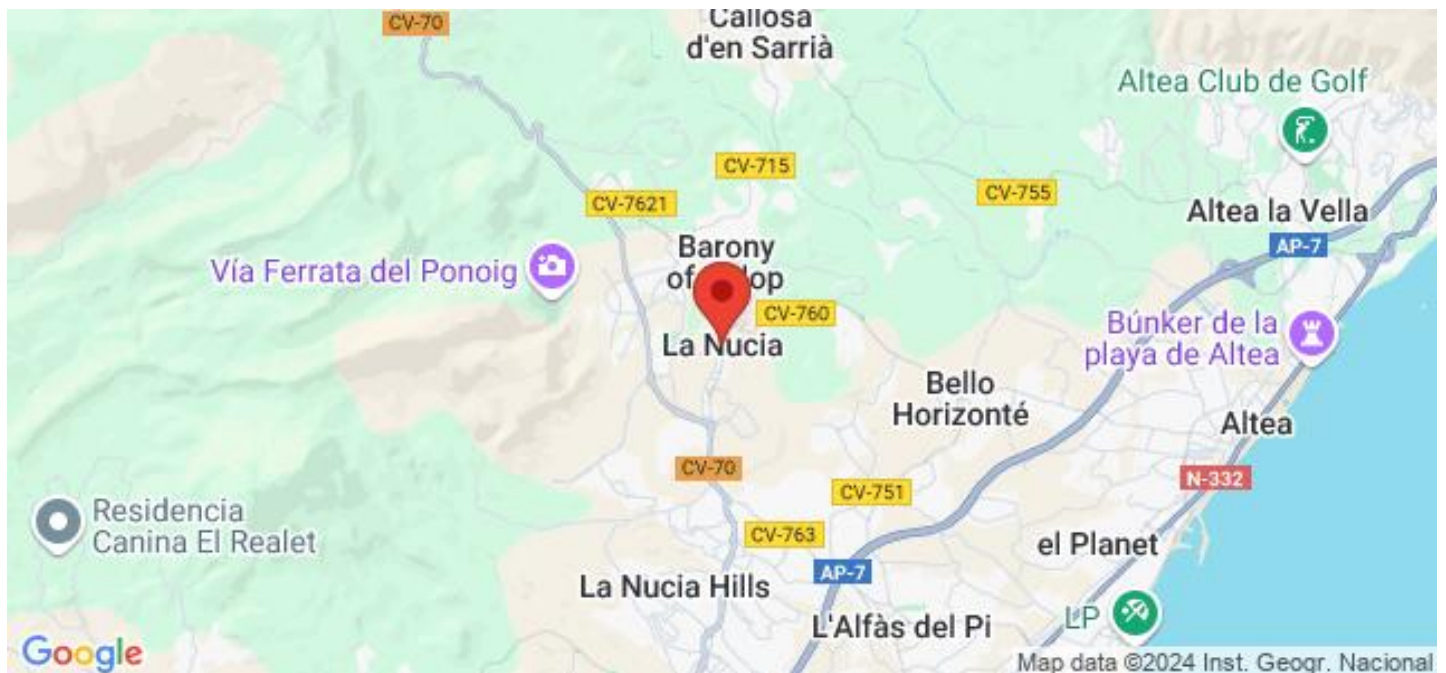 CV-70
Callosa
d'en Sarrià
Altea Club de Golf
CV-715
CV-755
CV-7621
Altea la Vella
AP-7
Barony
of
op
Vía Ferrata del Ponoig
CV-760
La Nucia
Búnker de la
playa de Altea
Bello
Horizonté
Altea
CV-70
N-332
CV-751
Residencia
Canina El Realet
CV-763
el Planet
AP-7
La Nucia Hills
L'Alfàs del Pi
LP
Google
Map data ©2024 Inst. Geogr. Nacional